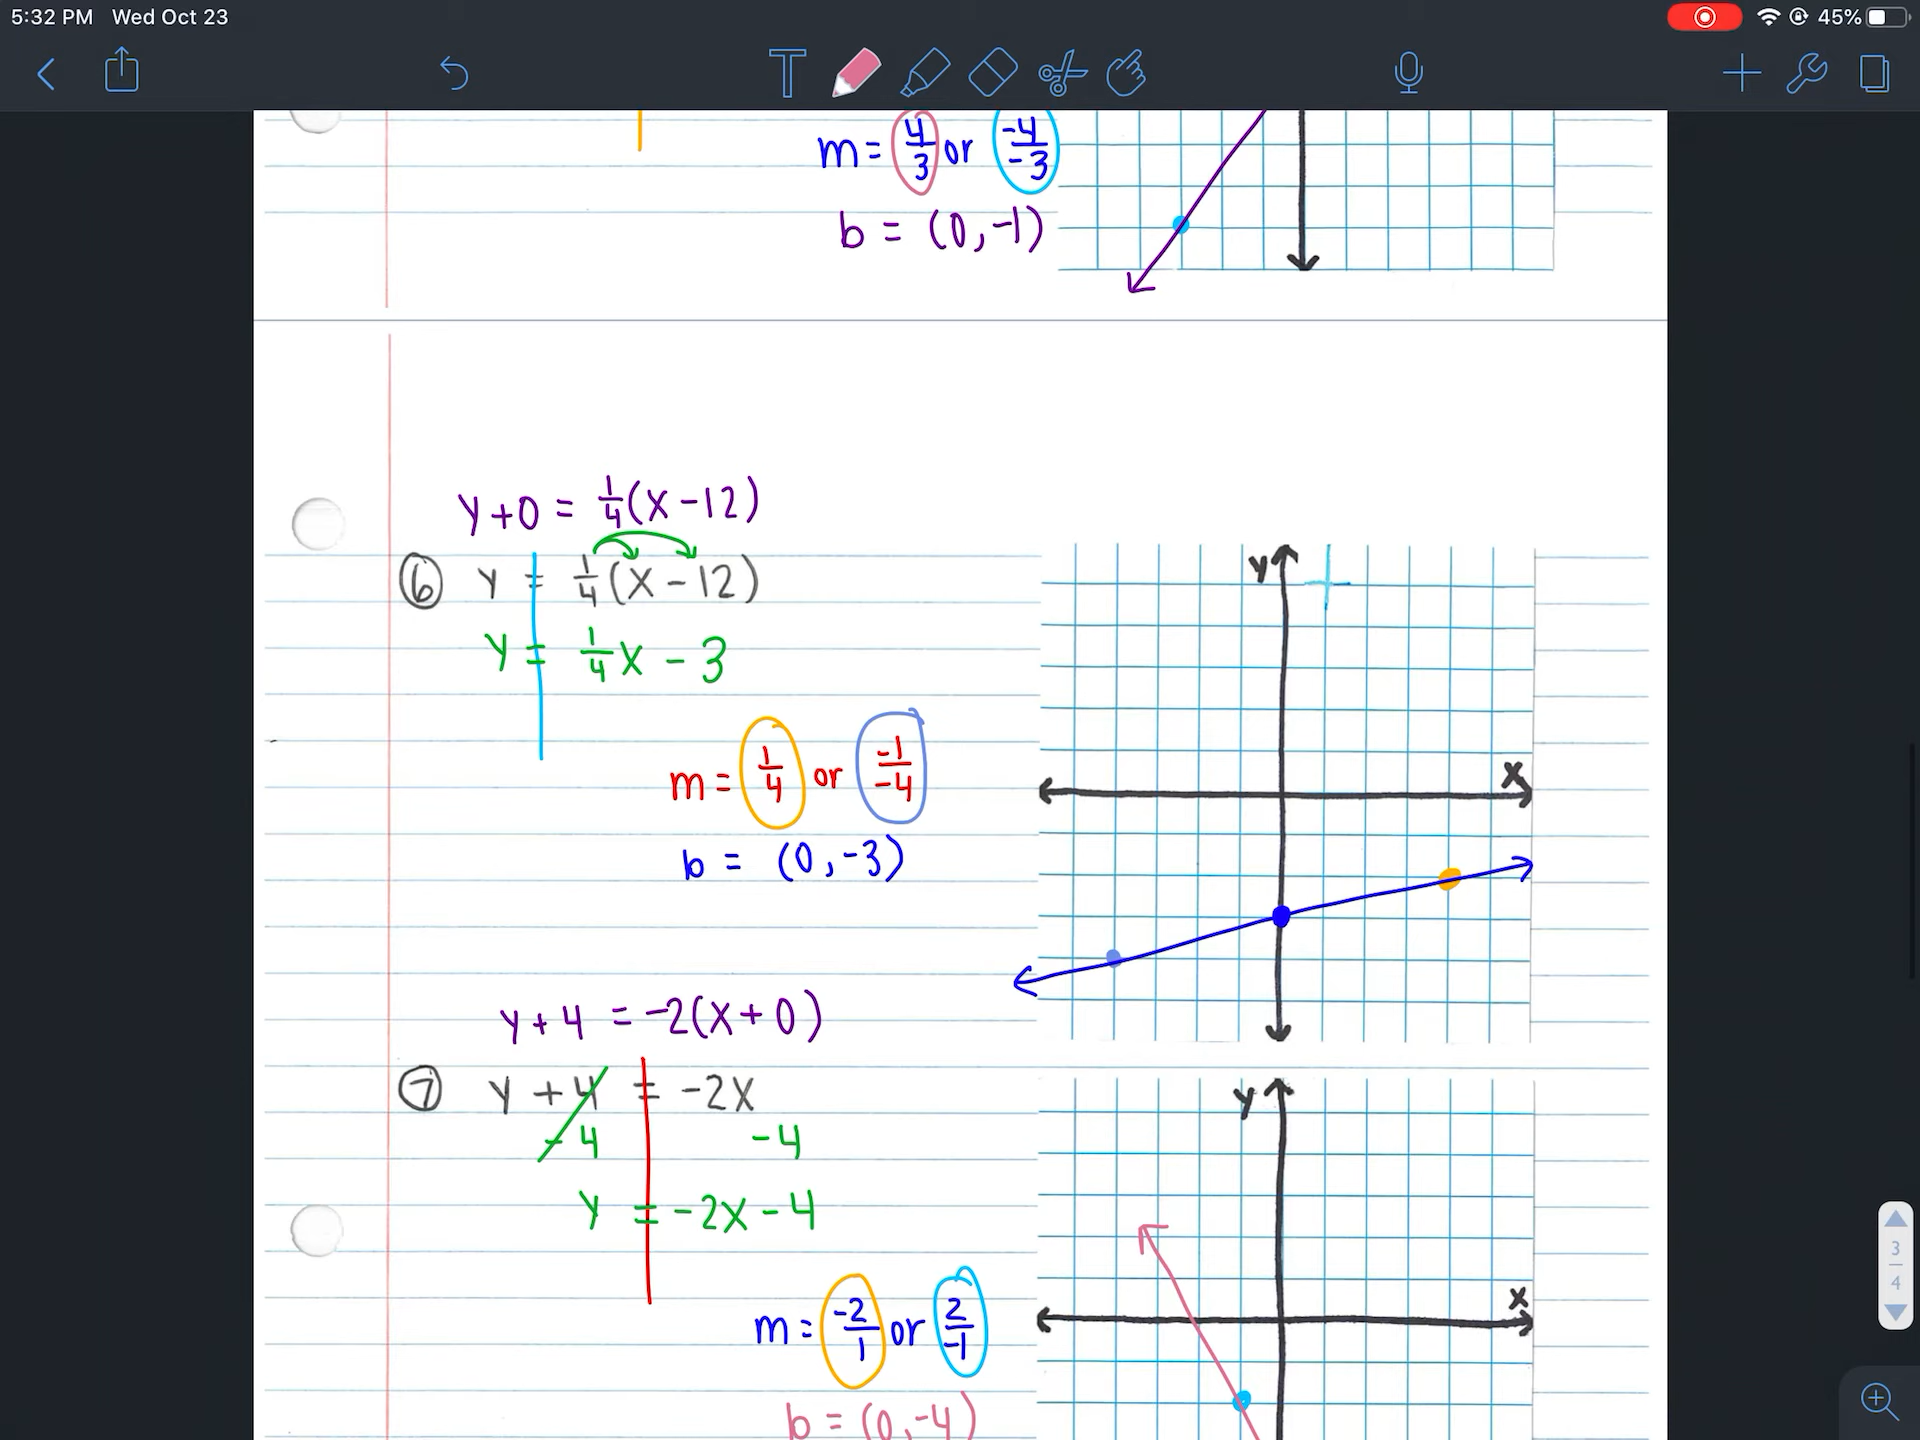 5:32 PM Wed Oct 23
45%
T
m = 4/3 or -4/-3
b = (0,-1)
y+0 = 1/4(x-12)
⑥ y = 1/4(x-12)
y = 1/4x - 3
m = 1/4 or -1/-4
b = (0,-3)
y
x
y+4 = -2(x+0)
⑦ y + 4 = -2x
-4 -4
y = -2x - 4
m = -2/1 or 2/-1
b = (0,-4)
y
x
3
4